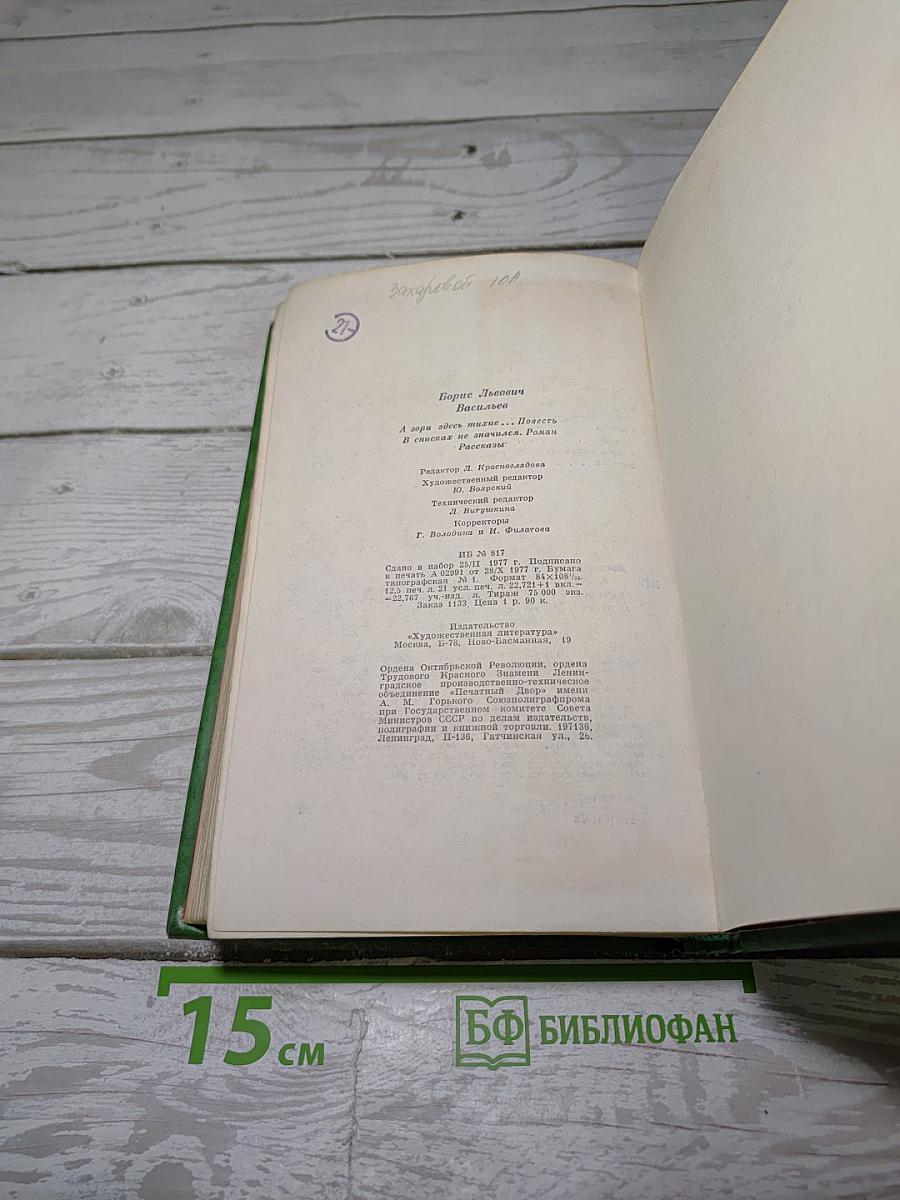 Захаровой ЮА.
21-
Борис Львович
Васильев
А зори здесь тихие... Повесть
В списках не значился. Роман
Рассказы
Редактор Л. Красноглядова
Художественный редактор
Ю. Боярский
Технический редактор
Л. Витушкина
Корректоры
Г. Володина и И. Филатова
ИБ № 817
Сдано в набор 25/II 1977 г. Подписано
в печать А 02991 от 28/X 1977 г. Бумага
типографская № 1. Формат 84×108¹/₃₂.
12,5 печ. л. 21 усл. печ. л. 22,721+1 вкл.=
=22,767 уч.-изд. л. Тираж 75 000 экз.
Заказ 1133. Цена 1 р. 90 к.
Издательство
«Художественная литература»
Москва, Б-78, Ново-Басманная, 19
Ордена Октябрьской Революции, ордена
Трудового Красного Знамени Ленин-
градское производственно-техническое
объединение «Печатный Двор» имени
А. М. Горького Союзполиграфпрома
при Государственном комитете Совета
Министров СССР по делам издательств,
полиграфии и книжной торговли. 197136,
Ленинград, П-136, Гатчинская ул., 26.
15 см
БФ БИБЛИОФАН